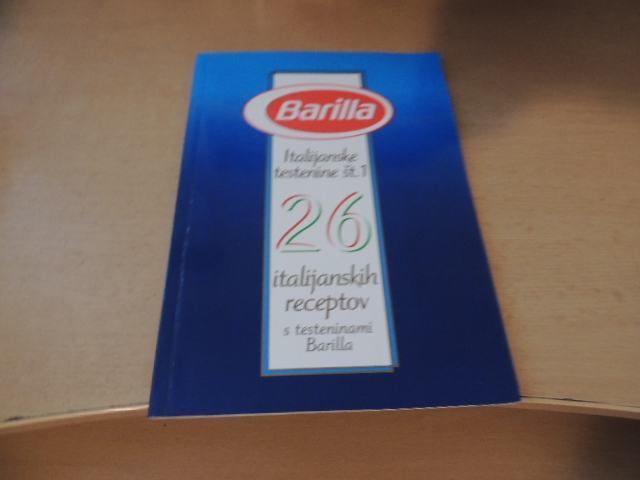 Barilla
Italijanske
testenine št.1
26
italijanskih
receptov
s testeninami
Barilla